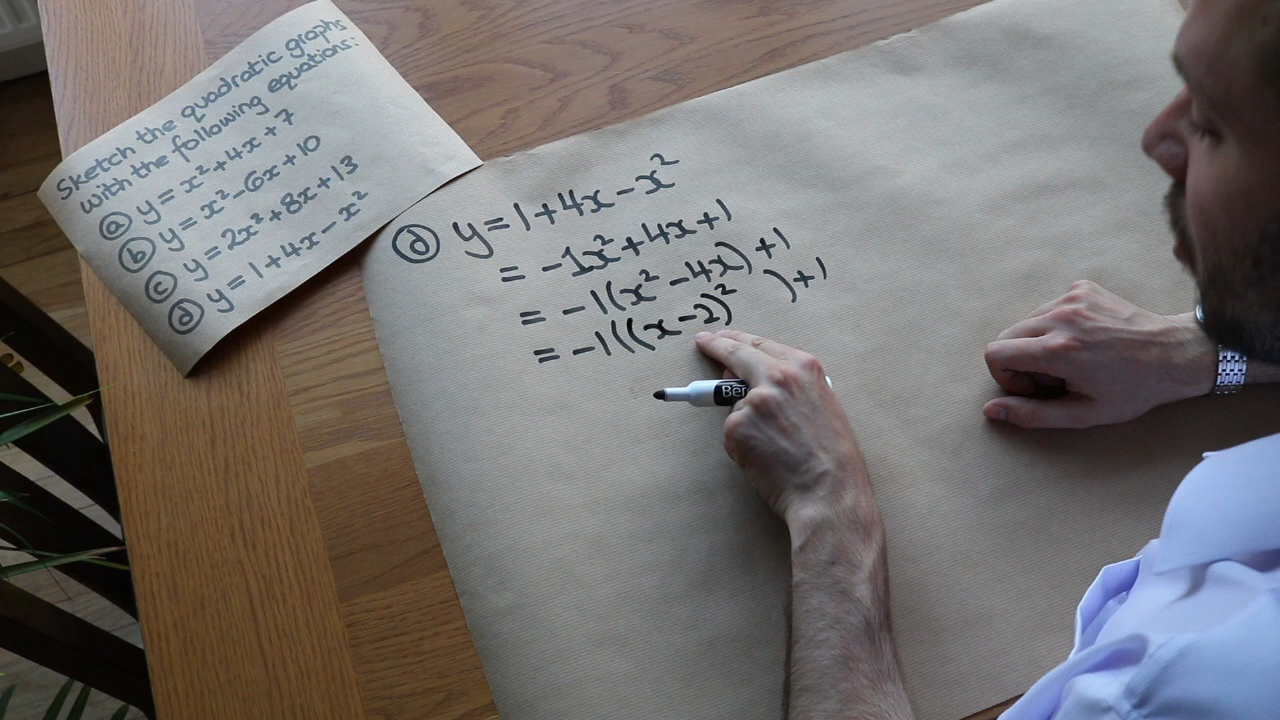 Sketch the quadratic graphs
with the following equations:
ⓐ y = x² + 4x + 7
ⓑ y = x² - 6x + 10
ⓒ y = 2x² + 8x + 13
ⓓ y = 1 + 4x - x²
ⓓ y = 1 + 4x - x²
= -1x² + 4x + 1
= -1(x² - 4x) + 1
= -1((x - 2)² ) + 1
Ber